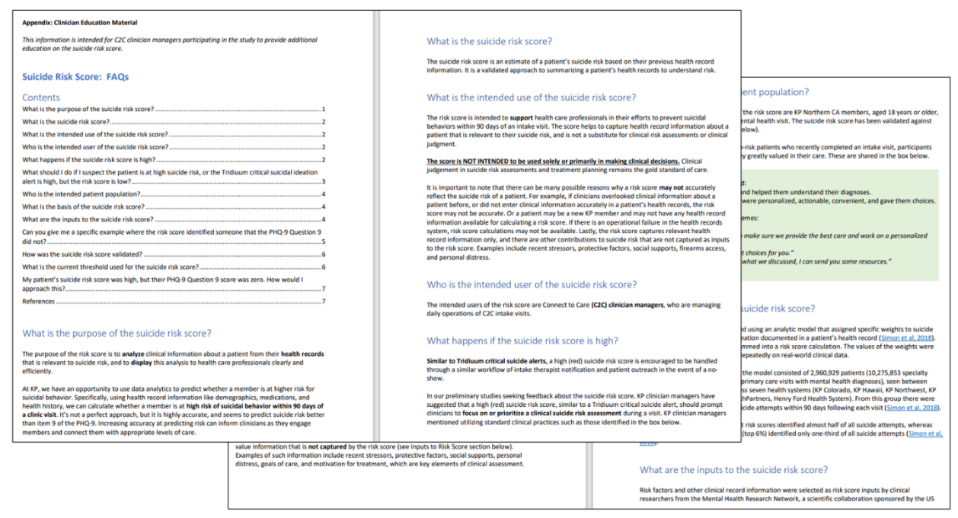 Appendix: Clinician Education Material
This information is intended for C2C clinician managers participating in the study to provide additional
education on the suicide risk score.
Suicide Risk Score: FAQs
Contents
What is the purpose of the suicide risk score?...1
What is the suicide risk score?...2
What is the intended use of the suicide risk score?...2
Who is the intended user of the suicide risk score?...2
What happens if the suicide risk score is high?...2
What should I do if I suspect the patient is at high suicide risk, or the Tridiuum critical suicidal ideation
alert is high, but the risk score is low?...3
Who is the intended patient population?...4
What is the basis of the suicide risk score?...4
What are the inputs to the suicide risk score?...4
Can you give me a specific example where the risk score identified someone that the PHQ-9 Question 9
did not?...5
How was the suicide risk score validated?...6
What is the current threshold used for the suicide risk score?...6
My patient's suicide risk score was high, but their PHQ-9 Question 9 score was zero. How would I
approach this?...7
References...7
What is the purpose of the suicide risk score?
The purpose of the risk score is to analyze clinical information about a patient from their health records
that is relevant to suicide risk, and to display this analysis to health care professionals clearly and
efficiently.
At KP, we have an opportunity to use data analytics to predict whether a member is at higher risk for
suicidal behavior. Specifically, using health record information like demographics, medications, and
health history, we can calculate whether a member is at high risk of suicidal behavior within 90 days of
a clinic visit. It's not a perfect approach, but it is highly accurate, and seems to predict suicide risk better
than item 9 of the PHQ-9. Increasing accuracy at predicting risk can inform clinicians as they engage
members and connect them with appropriate levels of care.
What is the suicide risk score?
The suicide risk score is an estimate of a patient's suicide risk based on their previous health record
information. It is a validated approach to summarizing a patient's health records to understand risk.
What is the intended use of the suicide risk score?
The risk score is intended to support health care professionals in their efforts to prevent suicidal
behaviors within 90 days of an intake visit. The score helps to capture health record information about a
patient that is relevant to their suicide risk, and is not a substitute for clinical risk assessments or clinical
judgment.
The score is NOT INTENDED to be used solely or primarily in making clinical decisions. Clinical
judgement in suicide risk assessments and treatment planning remains the gold standard of care.
It is important to note that there can be many possible reasons why a risk score may not accurately
reflect the suicide risk of a patient. For example, if clinicians overlooked clinical information about a
patient before, or did not enter clinical information accurately in a patient's health records, the risk
score may not be accurate. Or a patient may be a new KP member and may not have any health record
information available for calculating a risk score. If there is an operational failure in the health records
system, risk score calculations may not be available. Lastly, the risk score captures relevant health
record information only, and there are other contributions to suicide risk that are not captured as inputs
to the risk score. Examples include recent stressors, protective factors, social supports, firearms access,
and personal distress.
Who is the intended user of the suicide risk score?
The intended users of the risk score are Connect to Care (C2C) clinician managers, who are managing
daily operations of C2C intake visits.
What happens if the suicide risk score is high?
Similar to Tridiuum critical suicide alerts, a high (red) suicide risk score is encouraged to be handled
through a similar workflow of intake therapist notification and patient outreach in the event of a no-
show.
In our preliminary studies seeking feedback about the suicide risk score, KP clinician managers have
suggested that a high (red) suicide risk score, similar to a Tridiuum critical suicide alert, should prompt
clinicians to focus on or prioritize a clinical suicide risk assessment during a visit. KP clinician managers
mentioned utilizing standard clinical practices such as those identified in the box below.
value information that is not captured by the risk score (see Inputs to Risk Score section below).
Examples of such information include recent stressors, protective factors, social supports, personal
distress, goals of care, and motivation for treatment, which are key elements of clinical assessment.
ient population?
the risk score are KP Northern CA members, aged 18 years or older,
ental health visit. The suicide risk score has been validated against
elow).
-risk patients who recently completed an intake visit, participants
y greatly valued in their care. These are shared in the box below.
d:
and helped them understand their diagnoses.
were personalized, actionable, convenient, and gave them choices.
emes:
make sure we provide the best care and work on a personalized
t choices for you."
what we discussed, I can send you some resources."
uicide risk score?
d using an analytic model that assigned specific weights to suicide
ation documented in a patient's health record (Simon et al, 2018).
mmed into a risk score calculation. The values of the weights were
epeatedly on real-world clinical data.
the model consisted of 2,960,929 patients (10,275,853 specialty
primary care visits with mental health diagnoses), seen between
ss seven health systems (KP Colorado, KP Hawaii, KP Northwest, KP
hPartners, Henry Ford Health System). From this group there were
cide attempts within 90 days following each visit (Simon et al, 2018).
t risk scores identified almost half of all suicide attempts, whereas
(top 6%) identified only one-third of all suicide attempts (Simon et al,
What are the inputs to the suicide risk score?
Risk factors and other clinical record information were selected as risk score inputs by clinical
researchers from the Mental Health Research Network, a scientific collaboration sponsored by the US